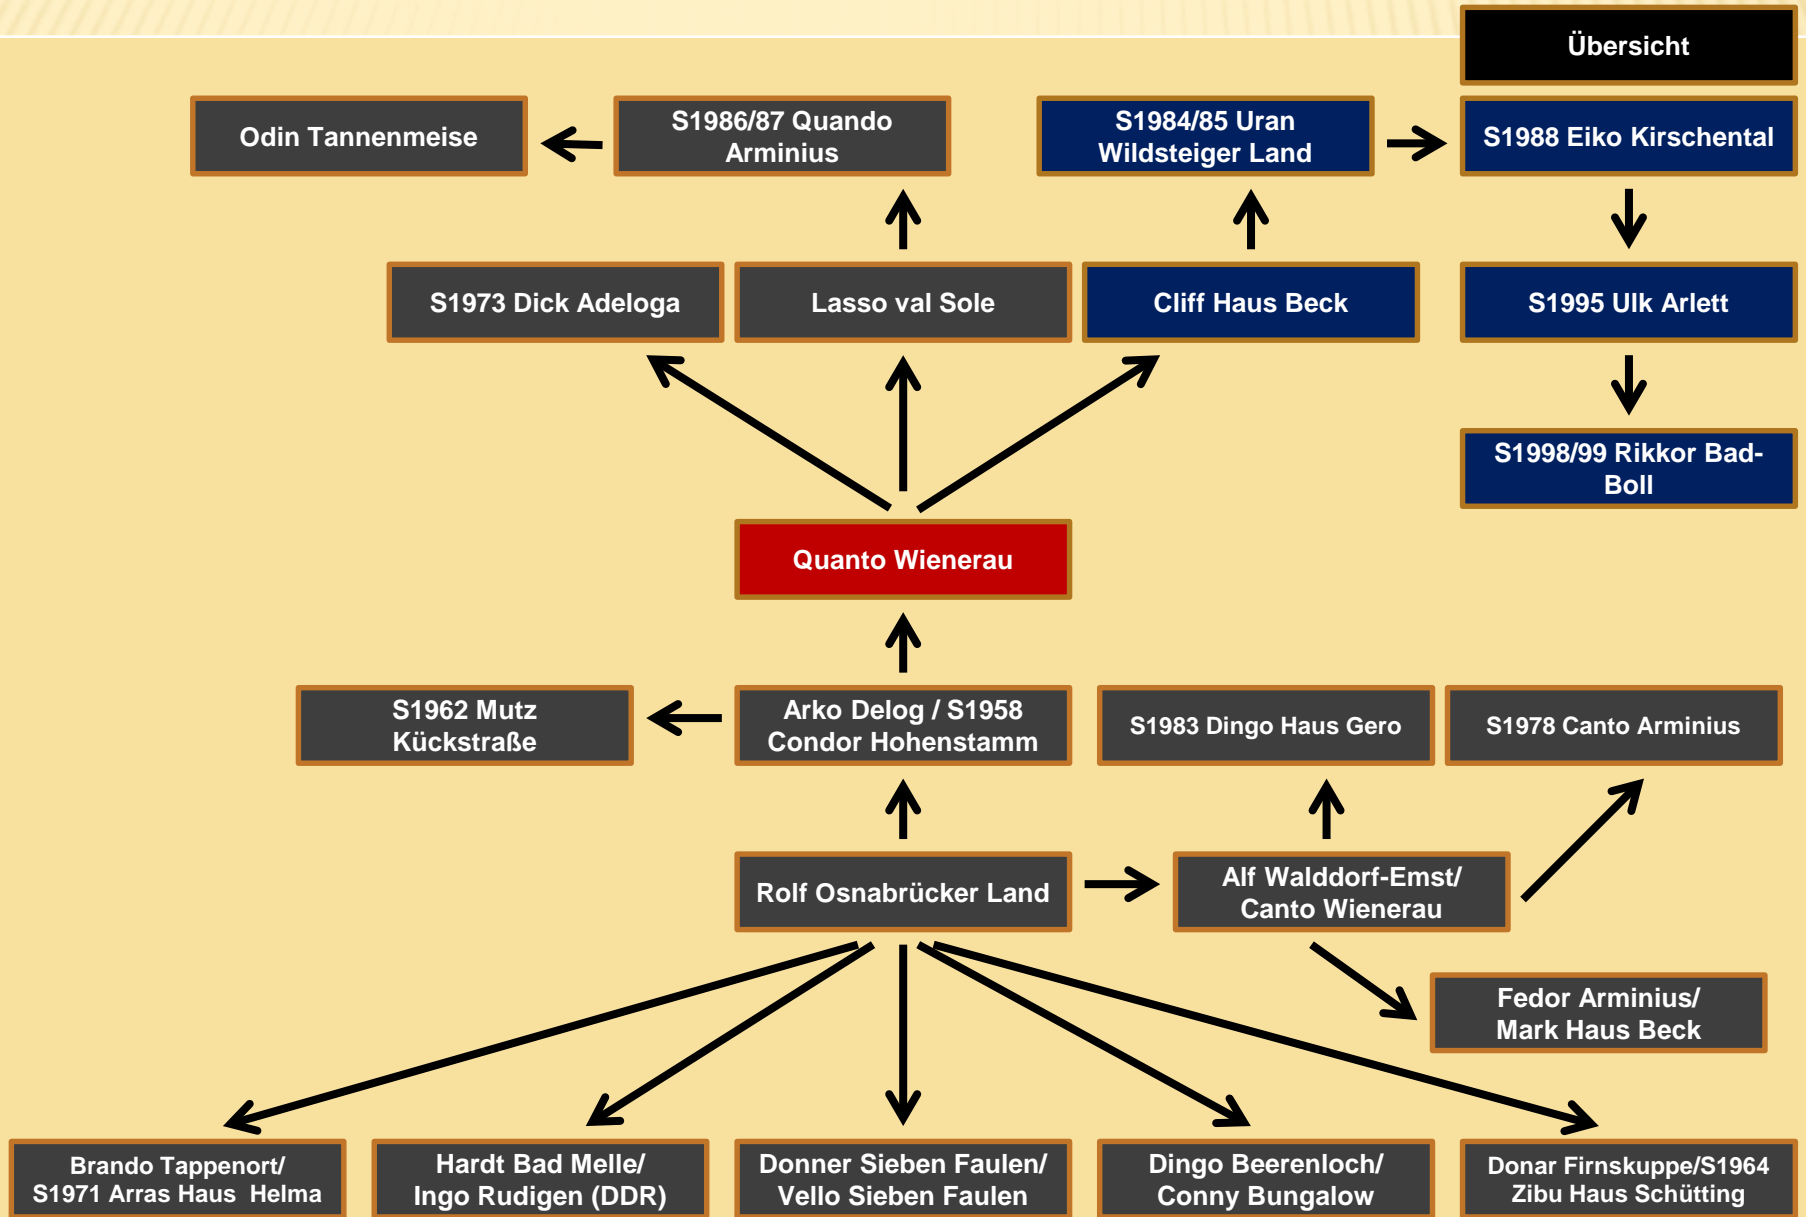 Übersicht
Odin Tannenmeise
S1986/87 Quando
Arminius
S1984/85 Uran
Wildsteiger Land
S1988 Eiko Kirschental
S1973 Dick Adeloga
Lasso val Sole
Cliff Haus Beck
S1995 Ulk Arlett
S1998/99 Rikkor Bad-
Boll
Quanto Wienerau
S1962 Mutz
Kückstraße
Arko Delog / S1958
Condor Hohenstamm
S1983 Dingo Haus Gero
S1978 Canto Arminius
Rolf Osnabrücker Land
Alf Walddorf-Emst/
Canto Wienerau
Fedor Arminius/
Mark Haus Beck
Brando Tappenort/
S1971 Arras Haus  Helma
Hardt Bad Melle/
Ingo Rudigen (DDR)
Donner Sieben Faulen/
Vello Sieben Faulen
Dingo Beerenloch/
Conny Bungalow
Donar Firnskuppe/S1964
Zibu Haus Schütting